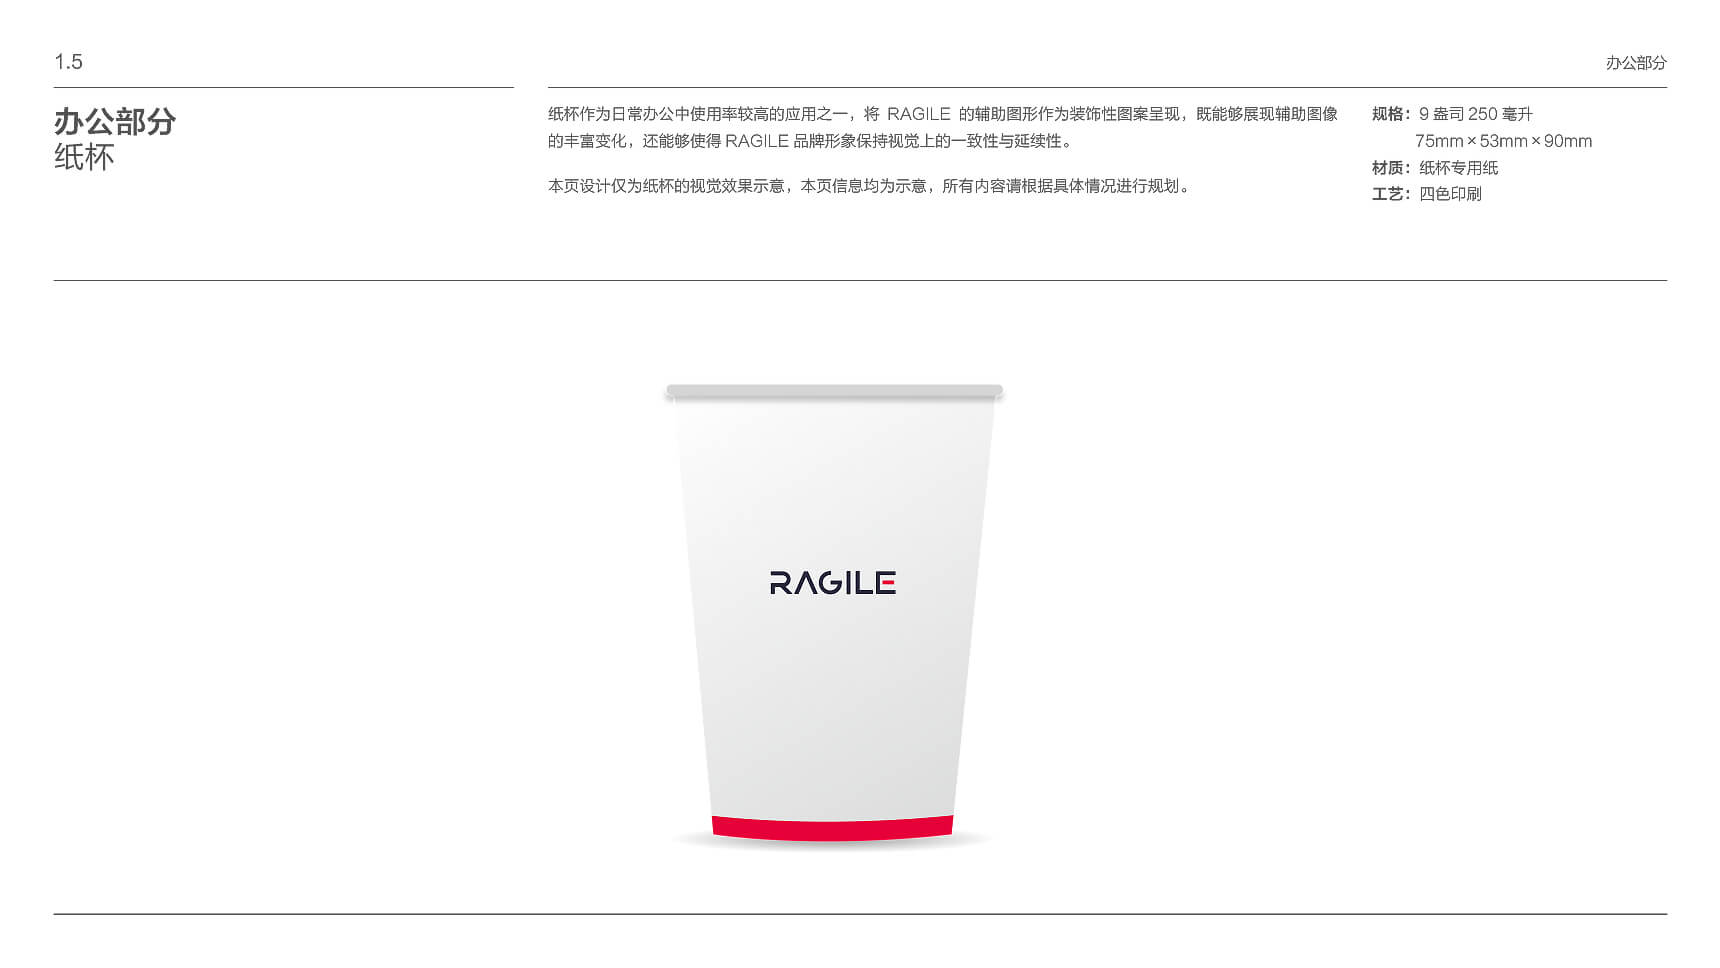 1.5
办公部分
办公部分
纸杯
纸杯作为日常办公中使用率较高的应用之一，将 RAGILE 的辅助图形作为装饰性图案呈现，既能够展现辅助图像
的丰富变化，还能够使得 RAGILE 品牌形象保持视觉上的一致性与延续性。
本页设计仅为纸杯的视觉效果示意，本页信息均为示意，所有内容请根据具体情况进行规划。
规格：9 盎司 250 毫升
75mm×53mm×90mm
材质：纸杯专用纸
工艺：四色印刷
RAGILE